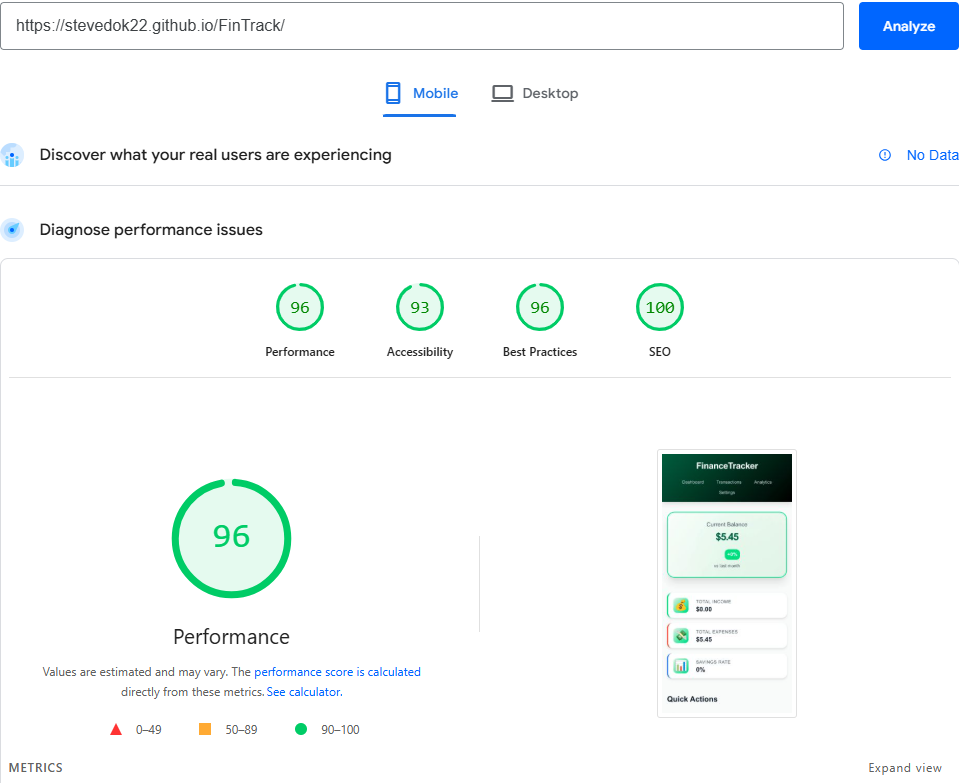 https://stevedok22.github.io/FinTrack/
Analyze
Mobile
Desktop
Discover what your real users are experiencing
No Data
Diagnose performance issues
96
93
96
100
Performance
Accessibility
Best Practices
SEO
96
Performance
Values are estimated and may vary. The performance score is calculated
directly from these metrics. See calculator.
0–49
50–89
90–100
FinanceTracker
Dashboard Transactions Analytics
Settings
Current Balance
$5.45
+0%
vs last month
TOTAL INCOME
$0.00
TOTAL EXPENSES
$5.45
SAVINGS RATE
0%
Quick Actions
METRICS
Expand view